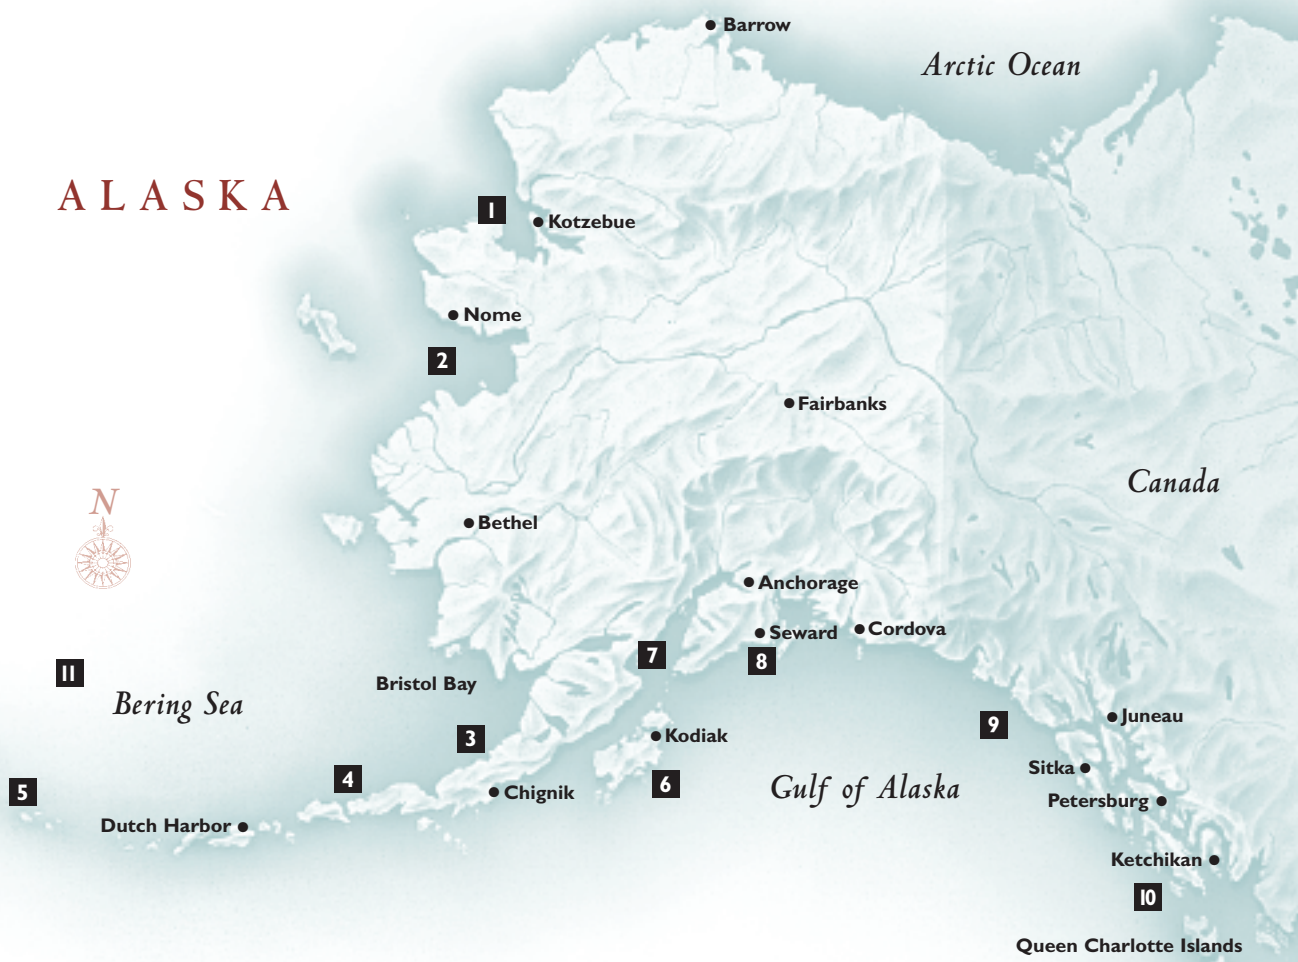 Barrow
Arctic Ocean
ALASKA
1
Kotzebue
Nome
2
Fairbanks
Canada
N
Bethel
Anchorage
Seward
Cordova
7
8
11
Bristol Bay
Bering Sea
Juneau
9
3
Kodiak
Sitka
4
6
Gulf of Alaska
5
Chignik
Petersburg
Dutch Harbor
Ketchikan
10
Queen Charlotte Islands